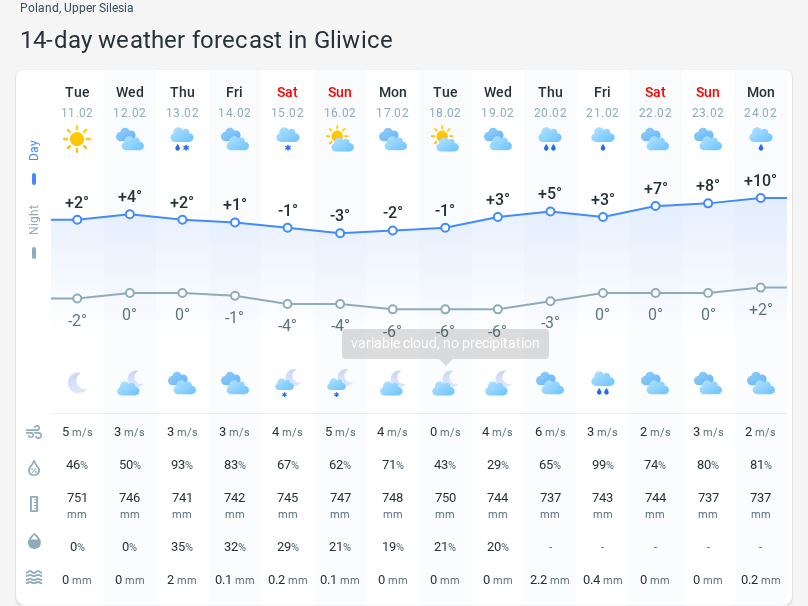 Poland, Upper Silesia
14-day weather forecast in Gliwice
Tue Wed Thu Fri Sat Sun Mon Tue Wed Thu Fri Sat Sun Mon
11.02 12.02 13.02 14.02 15.02 16.02 17.02 18.02 19.02 20.02 21.02 22.02 23.02 24.02
Day
+2° +4° +2° +1° -1° -3° -2° -1° +3° +5° +3° +7° +8° +10°
Night
-2° 0° 0° -1° -4° -4° -6° -6° -6° -3° 0° 0° 0° +2°
variable cloud, no precipitation
5 m/s 3 m/s 3 m/s 3 m/s 4 m/s 5 m/s 4 m/s 0 m/s 4 m/s 6 m/s 3 m/s 2 m/s 3 m/s 2 m/s
46% 50% 93% 83% 67% 62% 71% 43% 29% 65% 99% 74% 80% 81%
751 746 741 742 745 747 748 750 744 737 743 744 737 737
mm mm mm mm mm mm mm mm mm mm mm mm mm mm
0% 0% 35% 32% 29% 21% 19% 21% 20% - - - - -
0 mm 0 mm 2 mm 0.1 mm 0.2 mm 0.1 mm 0 mm 0 mm 0 mm 2.2 mm 0.4 mm 0 mm 0 mm 0.2 mm